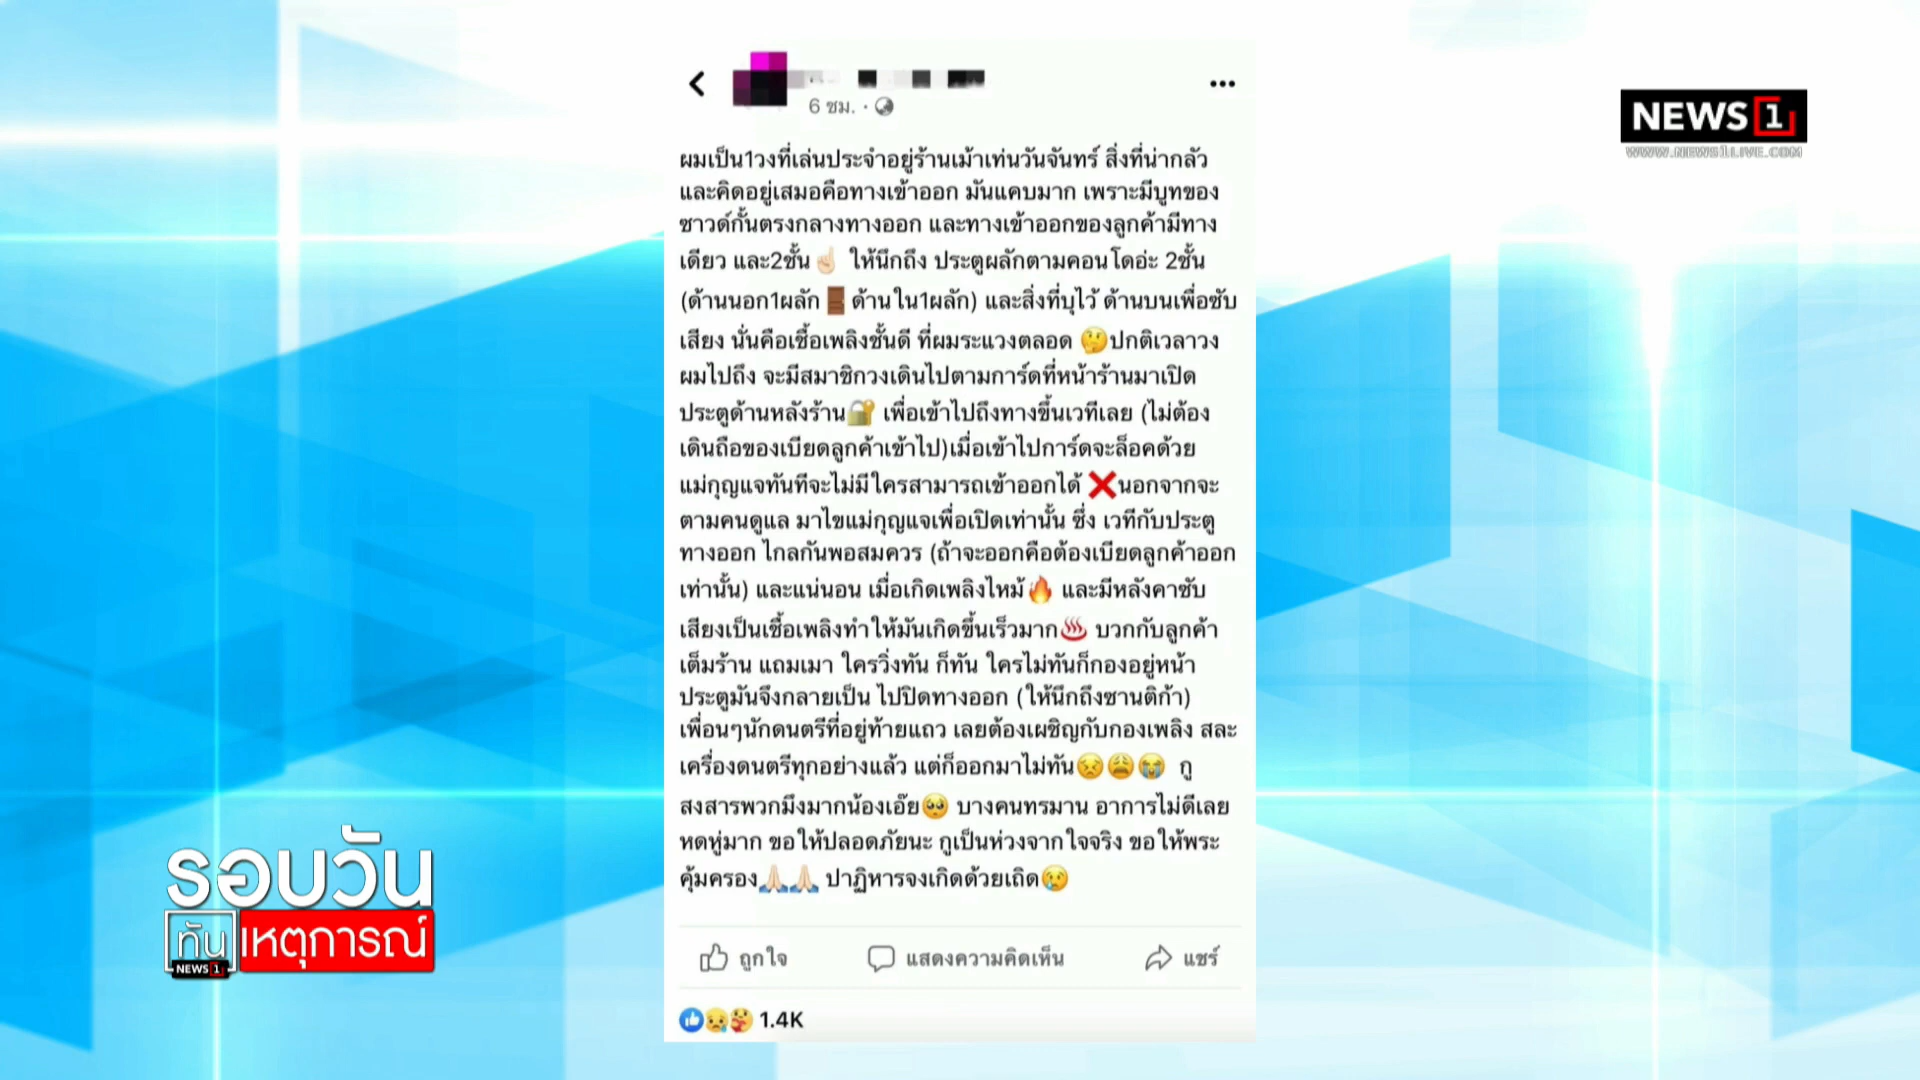 6 ชม.
NEWS 1
WWW.NEWS1LIVE.COM
ผมเป็น1วงที่เล่นประจำอยู่ร้านเม้าเท่นวันจันทร์ สิ่งที่น่ากลัว
และคิดอยู่เสมอคือทางเข้าออก มันแคบมาก เพราะมีบูทของ
ซาวด์กั้นตรงกลางทางออก และทางเข้าออกของลูกค้ามีทาง
เดียว และ2ชั้น☝🏻 ให้นึกถึง ประตูผลักตามคอนโดอ่ะ 2ชั้น
(ด้านนอก1ผลัก🚪ด้านใน1ผลัก) และสิ่งที่บุไว้ ด้านบนเพื่อซับ
เสียง นั่นคือเชื้อเพลิงชั้นดี ที่ผมระแวงตลอด 🤔ปกติเวลาวง
ผมไปถึง จะมีสมาชิกวงเดินไปตามการ์ดที่หน้าร้านมาเปิด
ประตูด้านหลังร้าน🔐 เพื่อเข้าไปถึงทางขึ้นเวทีเลย (ไม่ต้อง
เดินถือของเบียดลูกค้าเข้าไป)เมื่อเข้าไปการ์ดจะล็อคด้วย
แม่กุญแจทันทีจะไม่มีใครสามารถเข้าออกได้ ❌นอกจากจะ
ตามคนดูแล มาไขแม่กุญแจเพื่อเปิดเท่านั้น ซึ่ง เวทีกับประตู
ทางออก ไกลกันพอสมควร (ถ้าจะออกคือต้องเบียดลูกค้าออก
เท่านั้น) และแน่นอน เมื่อเกิดเพลิงไหม้🔥 และมีหลังคาซับ
เสียงเป็นเชื้อเพลิงทำให้มันเกิดขึ้นเร็วมาก♨️ บวกกับลูกค้า
เต็มร้าน แถมเมา ใครวิ่งทัน ก็ทัน ใครไม่ทันก็กองอยู่หน้า
ประตูมันจึงกลายเป็น ไปปิดทางออก (ให้นึกถึงซานติก้า)
เพื่อนๆนักดนตรีที่อยู่ท้ายแถว เลยต้องเผชิญกับกองเพลิง สละ
เครื่องดนตรีทุกอย่างแล้ว แต่ก็ออกมาไม่ทัน😣😩😭 กู
สงสารพวกมึงมากน้องเอ๊ย🥺 บางคนทรมาน อาการไม่ดีเลย
หดหู่มาก ขอให้ปลอดภัยนะ กูเป็นห่วงจากใจจริง ขอให้พระ
คุ้มครอง🙏🏻🙏🏻 ปาฏิหารจงเกิดด้วยเถิด😢
ถูกใจ แสดงความคิดเห็น แชร์
1.4K
รอบวัน
ทันเหตุการณ์
NEWS 1